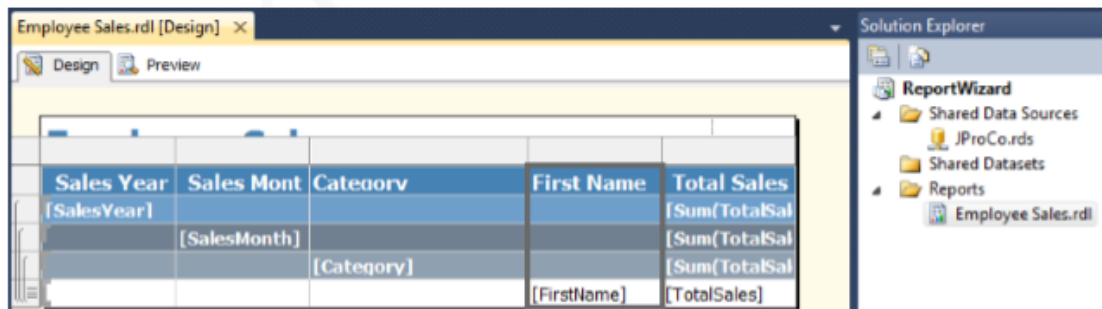 Employee Sales.rdl [Design] ×
Design Preview
Sales Year Sales Mont Category First Name Total Sales
[SalesYear] [Sum(TotalSal
[SalesMonth] [Sum(TotalSal
[Category] [Sum(TotalSal
[FirstName] [TotalSales]
Solution Explorer
ReportWizard
Shared Data Sources
JProCo.rds
Shared Datasets
Reports
Employee Sales.rdl